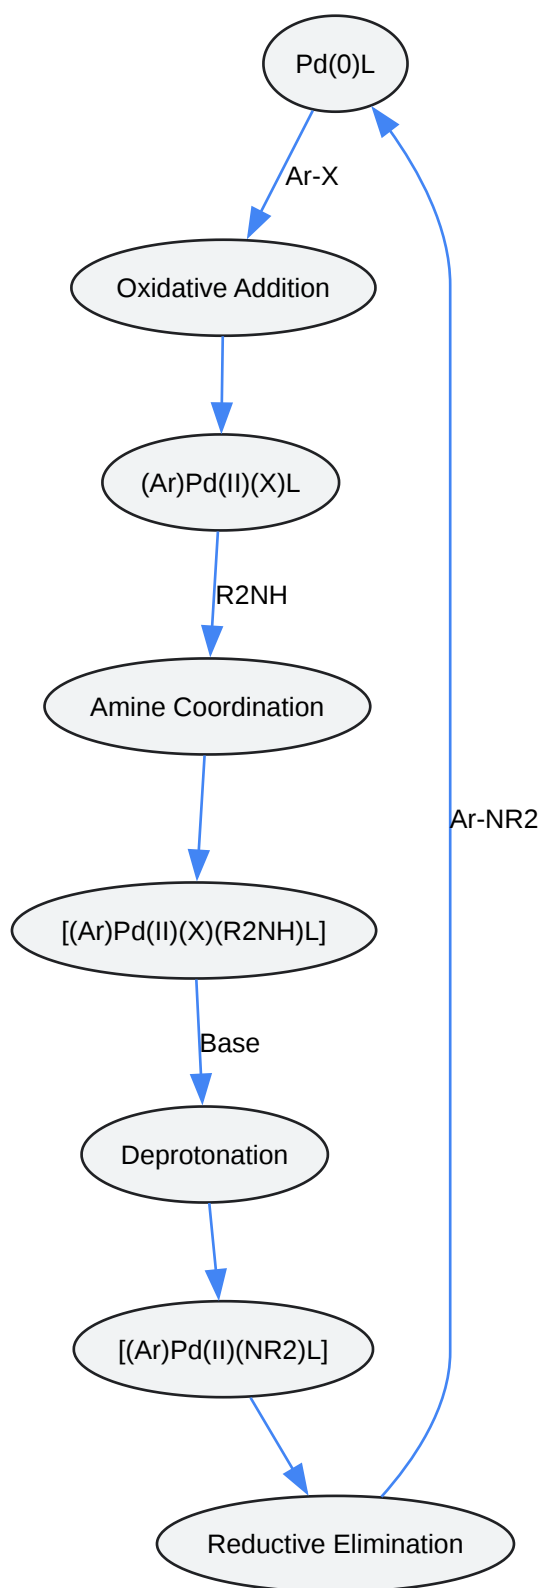 Pd(0)L
Ar-X
Oxidative Addition
(Ar)Pd(II)(X)L
R2NH
Amine Coordination
Ar-NR2
[(Ar)Pd(II)(X)(R2NH)L]
Base
Deprotonation
[(Ar)Pd(II)(NR2)L]
Reductive Elimination